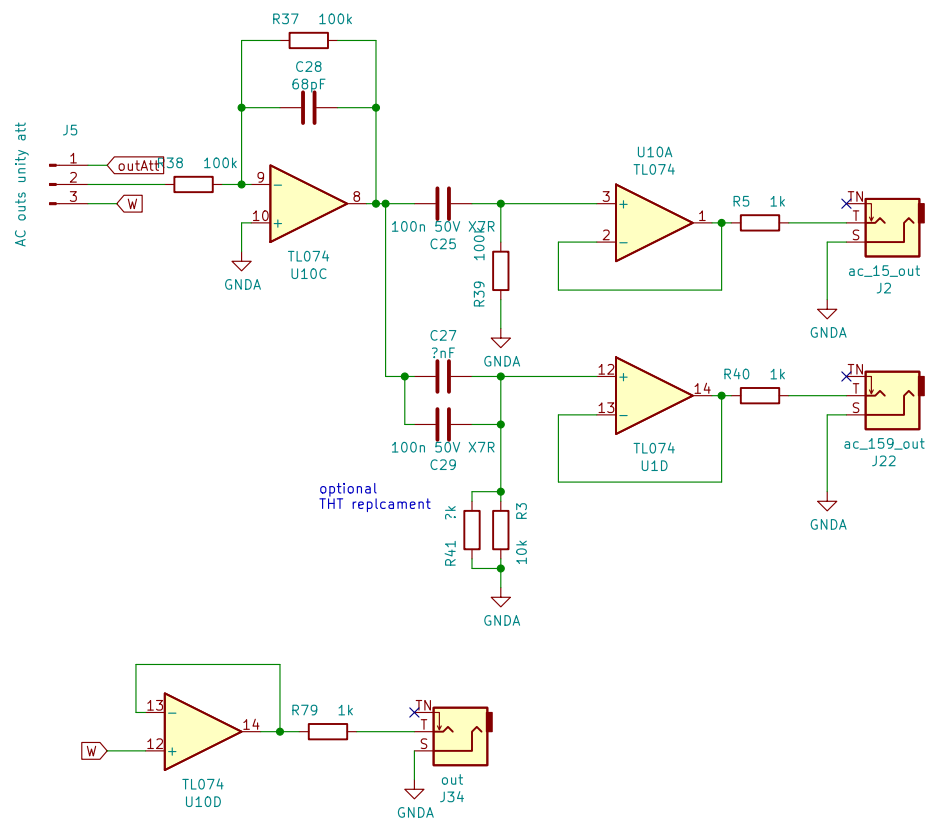 R37 100k
C28
68pF
AC outs unity att
J5
1
outAtt
2
R38 100k
3
W
9
10
8
TL074
U10C
GNDA
100n 50V X7R
C25
100k
R39
GNDA
U10A
TL074
3
2
1
R5 1k
TN
T
S
ac_15_out
J2
GNDA
C27
?nF
100n 50V X7R
C29
12
13
14
TL074
U1D
R40 1k
TN
T
S
ac_159_out
J22
GNDA
optional
THT replcament
R41 ?k
R3
10k
GNDA
13
12
14
W
TL074
U10D
R79 1k
TN
T
S
out
J34
GNDA